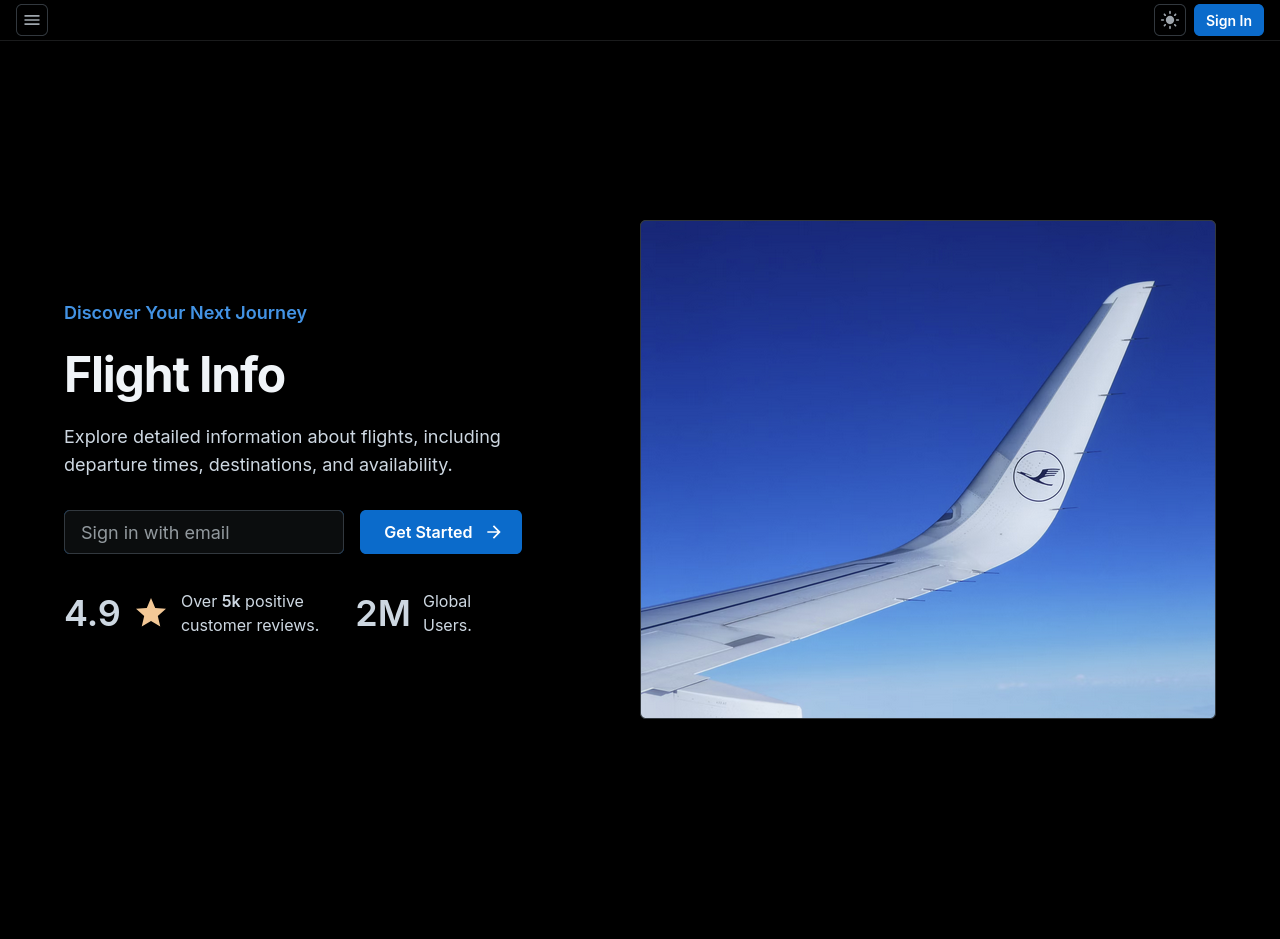 Sign In
Discover Your Next Journey
Flight Info
Explore detailed information about flights, including
departure times, destinations, and availability.
Sign in with email
Get Started
4.9
Over 5k positive
customer reviews.
2M
Global
Users.